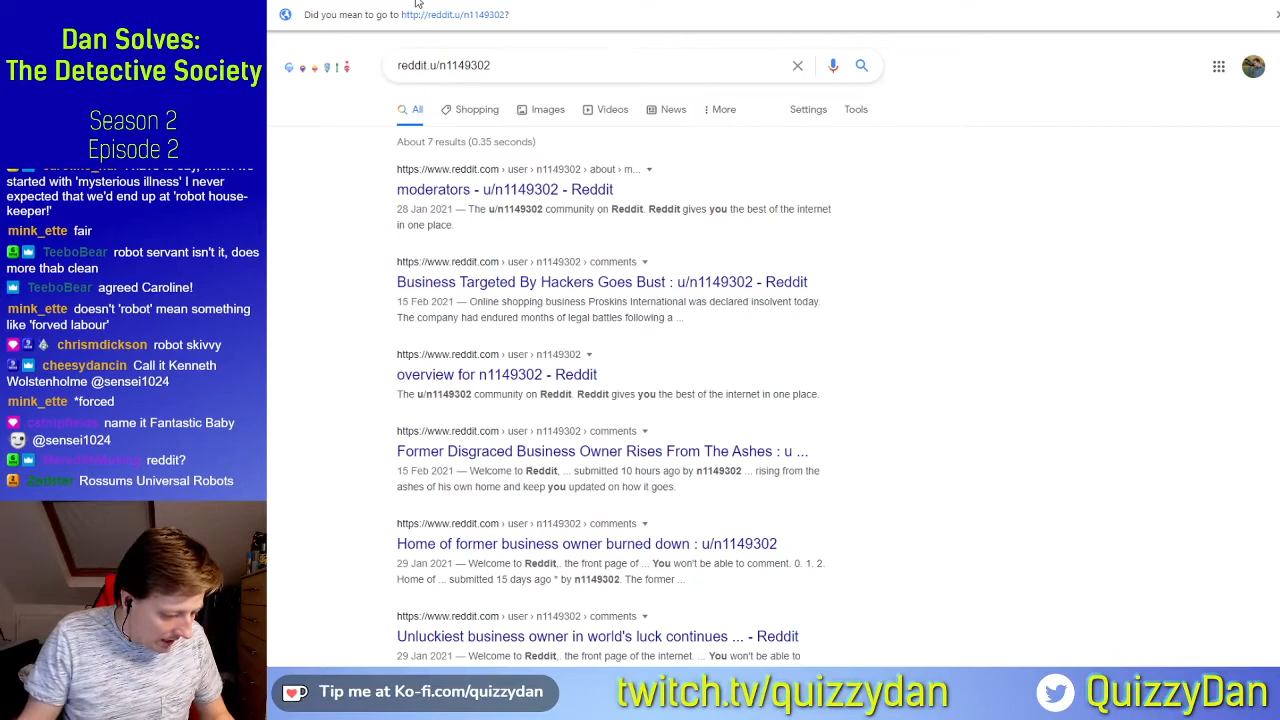 Dan Solves:
The Detective Society
Season 2
Episode 2
started with 'mysterious illness' I never
expected that we'd end up at 'robot house-
keeper!'
mink_ette fair
TeeboBear robot servant isn't it, does
more thab clean
TeeboBear agreed Caroline!
mink_ette doesn't 'robot' mean something
like 'forved labour'
chrismdickson robot skivvy
cheesydancin Call it Kenneth
Wolstenholme @sensei1024
mink_ette *forced
name it Fantastic Baby
@sensei1024
reddit?
Rossums Universal Robots
Did you mean to go to http://reddit.u/n1149302?
reddit.u/n1149302
All Shopping Images Videos News More Settings Tools
About 7 results (0.35 seconds)
https://www.reddit.com › user › n1149302 › about › m...
moderators - u/n1149302 - Reddit
28 Jan 2021 — The u/n1149302 community on Reddit. Reddit gives you the best of the internet
in one place.
https://www.reddit.com › user › n1149302 › comments
Business Targeted By Hackers Goes Bust : u/n1149302 - Reddit
15 Feb 2021 — Online shopping business Proskins International was declared insolvent today.
The company had endured months of legal battles following a ...
https://www.reddit.com › user › n1149302
overview for n1149302 - Reddit
The u/n1149302 community on Reddit. Reddit gives you the best of the internet in one place.
https://www.reddit.com › user › n1149302 › comments
Former Disgraced Business Owner Rises From The Ashes : u ...
15 Feb 2021 — Welcome to Reddit, ... submitted 10 hours ago by n1149302 ... rising from the
ashes of his own home and keep you updated on how it goes.
https://www.reddit.com › user › n1149302 › comments
Home of former business owner burned down : u/n1149302
29 Jan 2021 — Welcome to Reddit,. the front page of ... You won't be able to comment. 0. 1. 2.
Home of ... submitted 15 days ago * by n1149302. The former ...
https://www.reddit.com › user › n1149302 › comments
Unluckiest business owner in world's luck continues ... - Reddit
29 Jan 2021 — Welcome to Reddit,. the front page of the internet. ... You won't be able to
Tip me at Ko-fi.com/quizzydan
twitch.tv/quizzydan
QuizzyDan